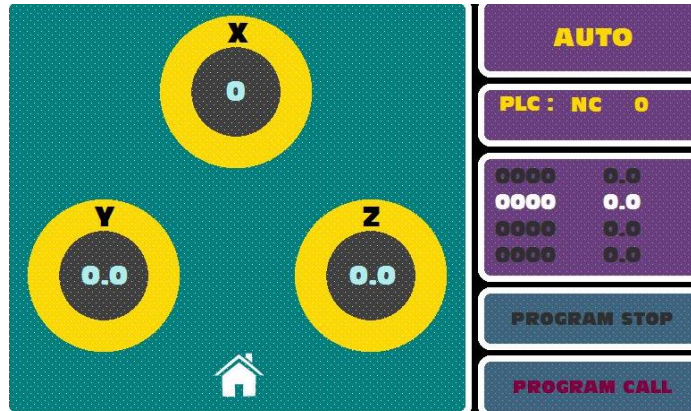 X
0
Y
0.0
Z
0.0
AUTO
PLC : NC 0
0000 0.0
0000 0.0
0000 0.0
0000 0.0
PROGRAM STOP
PROGRAM CALL